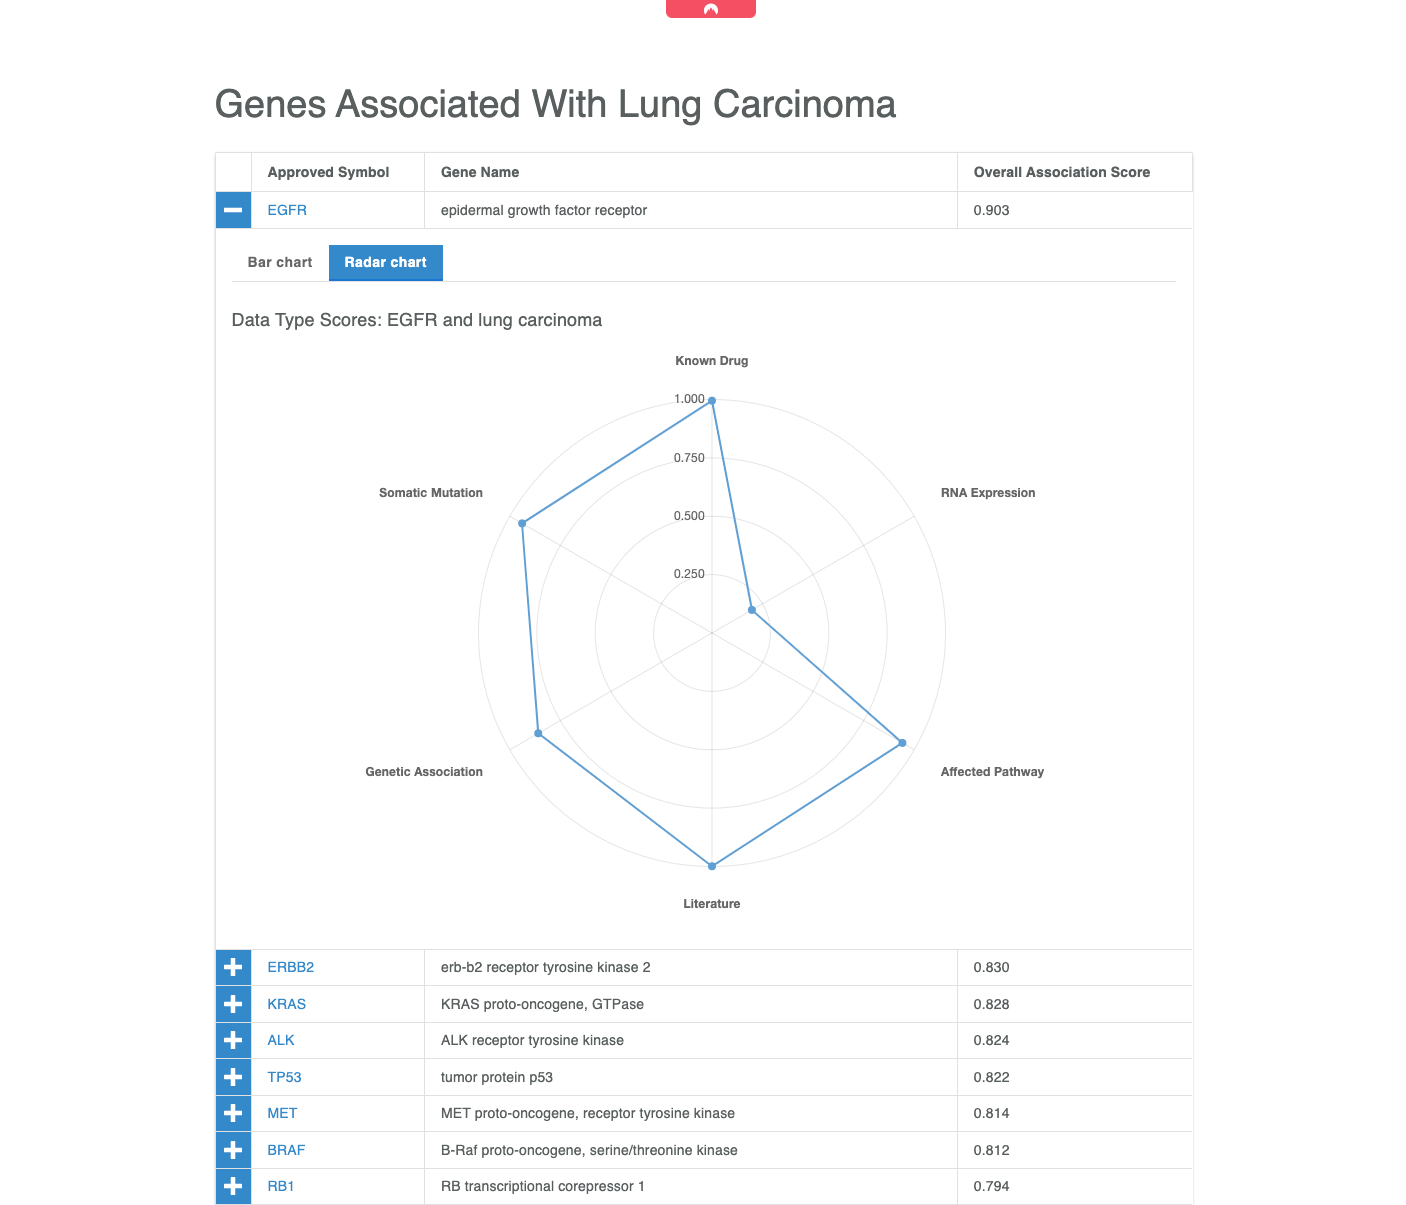 Genes Associated With Lung Carcinoma
Approved Symbol Gene Name Overall Association Score
EGFR epidermal growth factor receptor 0.903
Bar chart Radar chart
Data Type Scores: EGFR and lung carcinoma
Known Drug
1.000
0.750
Somatic Mutation RNA Expression
0.500
0.250
Genetic Association Affected Pathway
Literature
ERBB2 erb-b2 receptor tyrosine kinase 2 0.830
KRAS KRAS proto-oncogene, GTPase 0.828
ALK ALK receptor tyrosine kinase 0.824
TP53 tumor protein p53 0.822
MET MET proto-oncogene, receptor tyrosine kinase 0.814
BRAF B-Raf proto-oncogene, serine/threonine kinase 0.812
RB1 RB transcriptional corepressor 1 0.794